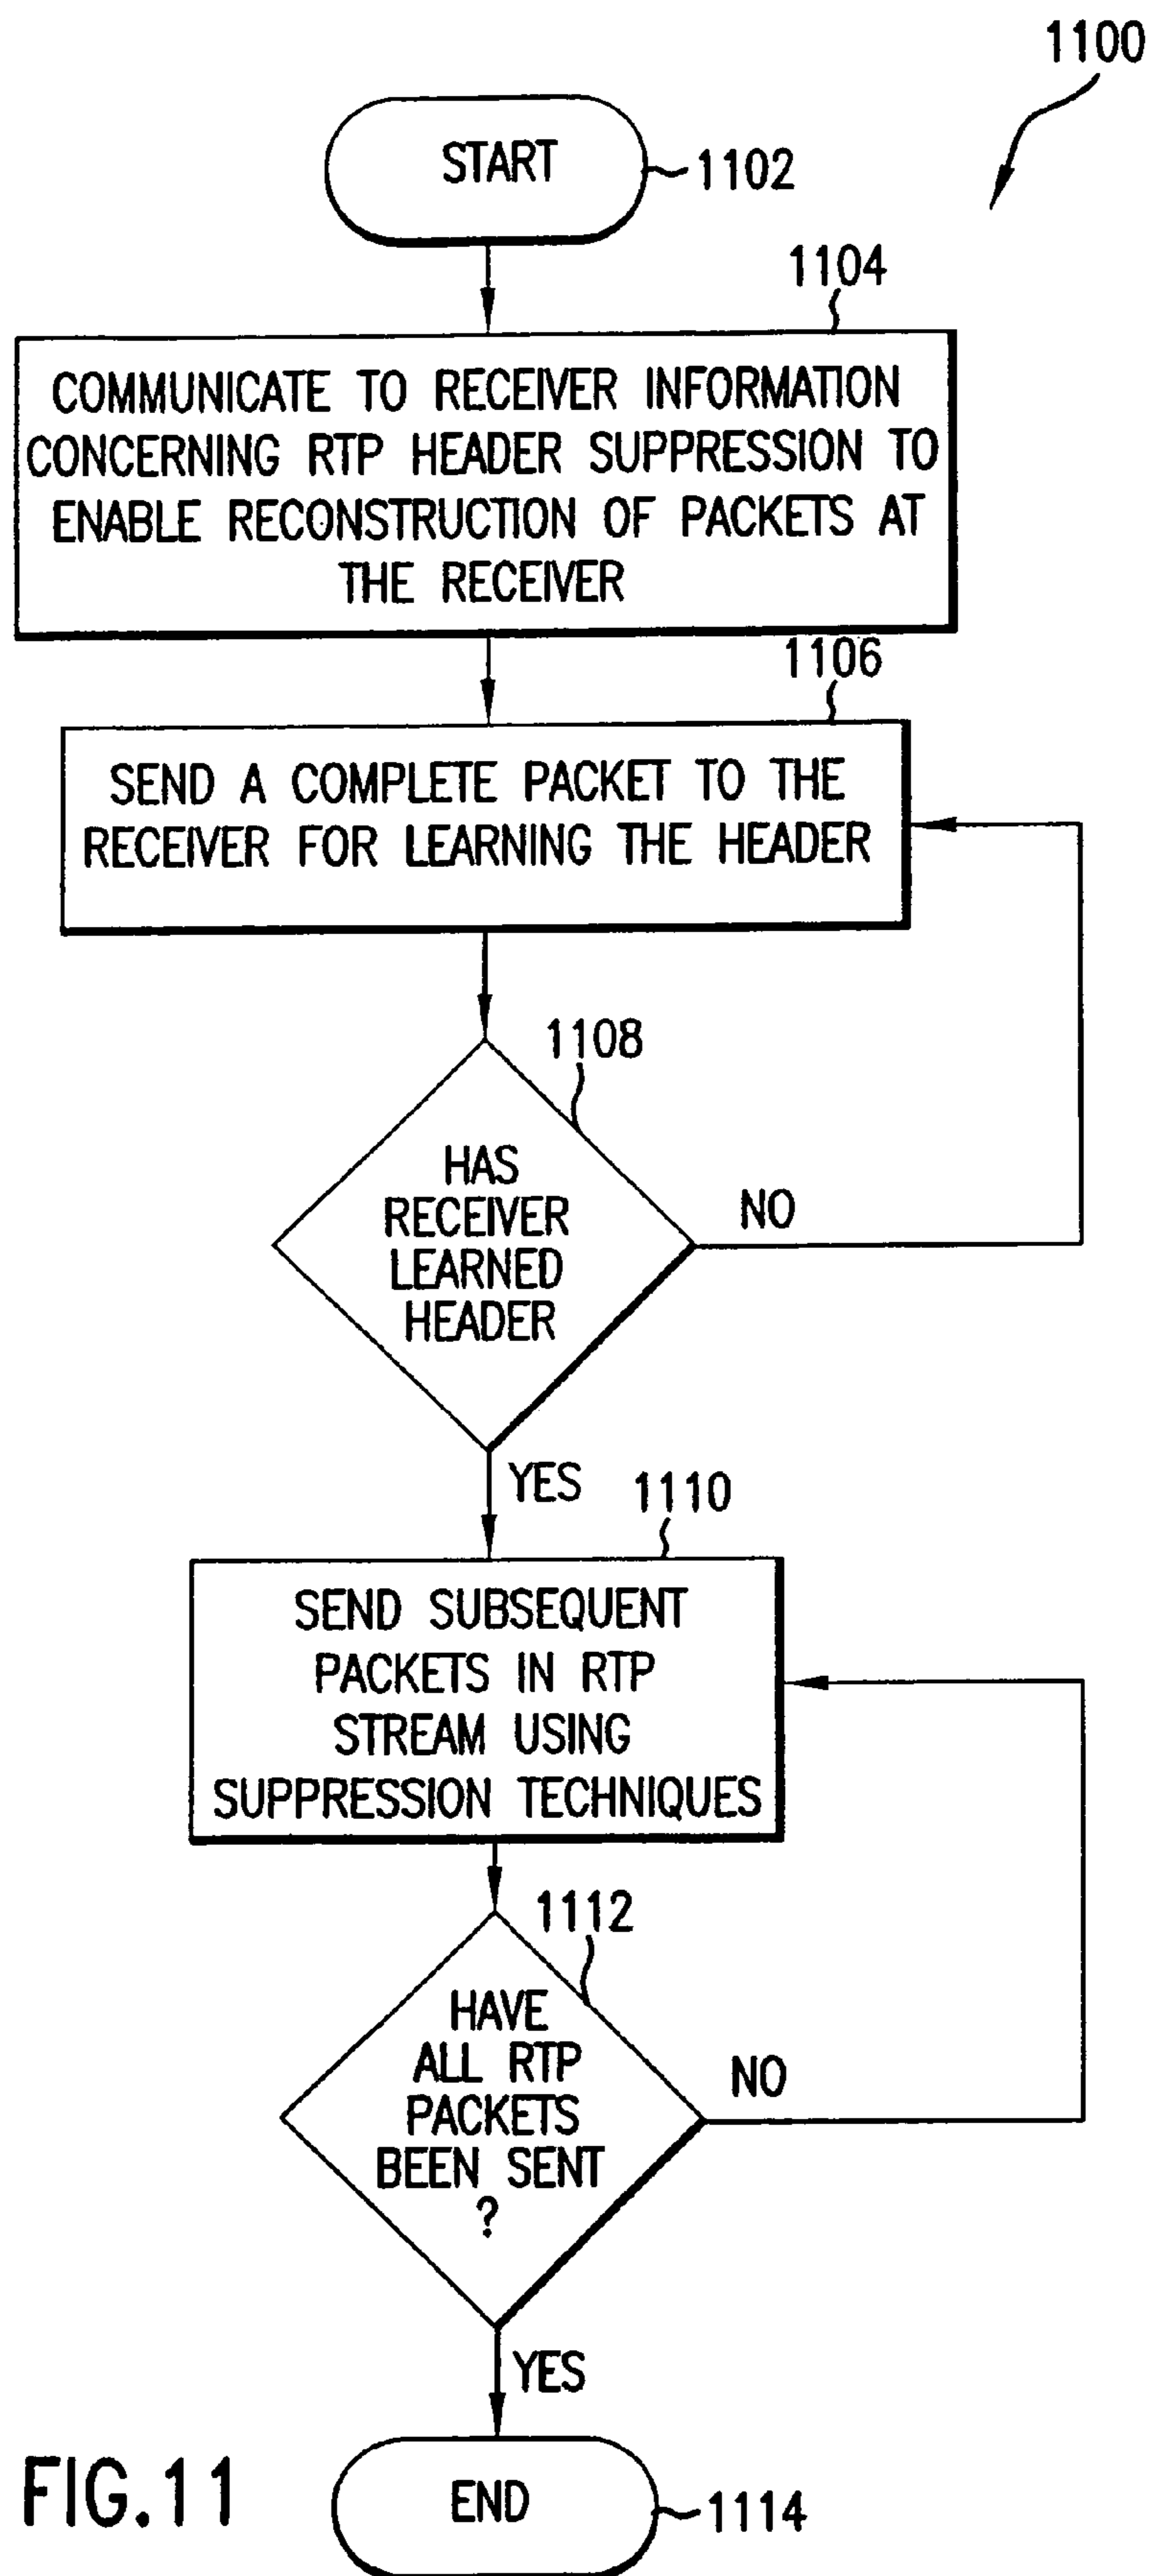 1100
START
1102
1104
COMMUNICATE TO RECEIVER INFORMATION
CONCERNING RTP HEADER SUPPRESSION TO
ENABLE RECONSTRUCTION OF PACKETS AT
THE RECEIVER
1106
SEND A COMPLETE PACKET TO THE
RECEIVER FOR LEARNING THE HEADER
1108
HAS
RECEIVER
LEARNED
HEADER
NO
YES
1110
SEND SUBSEQUENT
PACKETS IN RTP
STREAM USING
SUPPRESSION TECHNIQUES
1112
HAVE
ALL RTP
PACKETS
BEEN SENT
?
NO
YES
END
1114
FIG.11